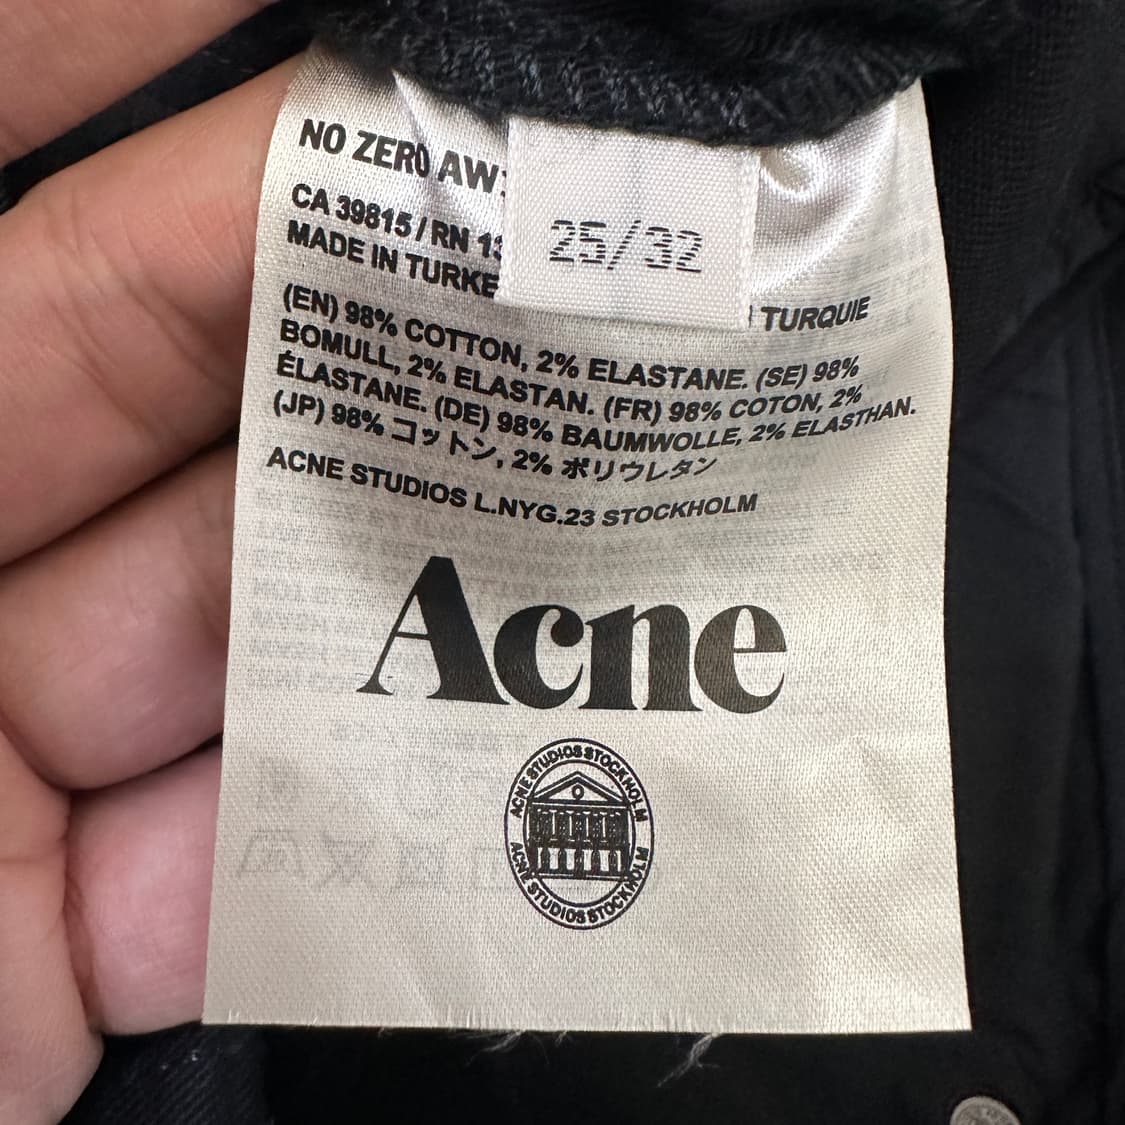 NO ZERO AW
25/32
CA 39815 / RN 13
MADE IN TURKE
TURQUIE
(EN) 98% COTTON, 2% ELASTANE. (SE) 98%
BOMULL, 2% ELASTAN. (FR) 98% COTON, 2%
ÉLASTANE. (DE) 98% BAUMWOLLE, 2% ELASTHAN.
(JP) 98% コットン, 2% ポリウレタン
ACNE STUDIOS L.NYG.23 STOCKHOLM
Acne
ACNE STUDIOS STOCKHOLM
ACNE STUDIOS STOCKHOLM